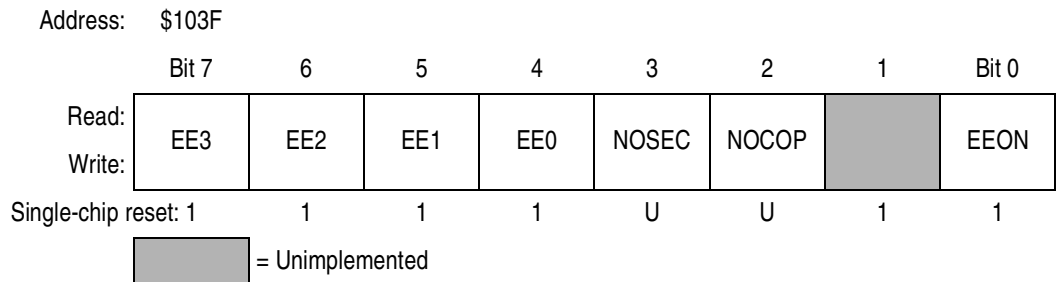 Address: $103F
Bit 7 6 5 4 3 2 1 Bit 0
Read:
EE3 EE2 EE1 EE0 NOSEC NOCOP EEON
Write:
Single-chip reset: 1 1 1 1 U U 1 1
= Unimplemented